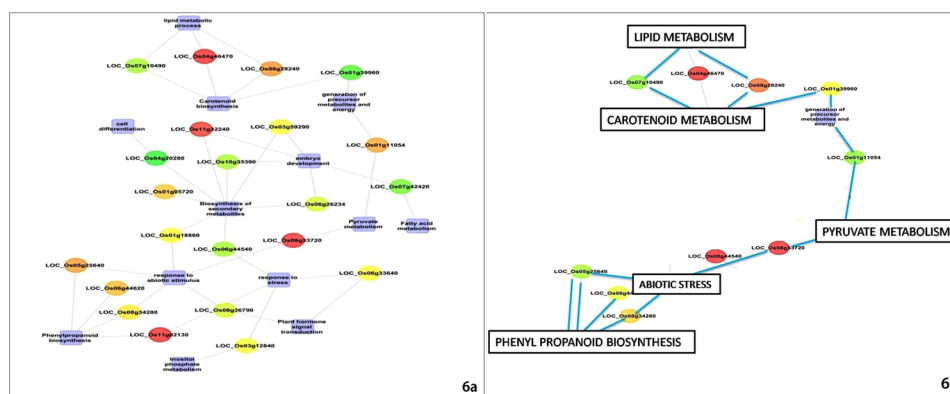 lipid metabolic
process
LOC_Os04g46470
LOC_Os07g10490
LOC_Os08g28240
LOC_Os01g39960
Carotenoid
biosynthesis
generation of
precursor
metabolites and
energy
cell
differentiation
LOC_Os11g32240
LOC_Os03g59290
LOC_Os01g11054
LOC_Os04g20280
LOC_Os10g35390
embryo
development
LOC_Os01g05720
LOC_Os07g42420
Biosynthesis of
secondary
metabolites
LOC_Os06g26234
Pyruvate
metabolism
Fatty acid
metabolism
LOC_Os01g18860
LOC_Os08g33720
LOC_Os06g44540
LOC_Os05g25640
response to
abiotic stimulus
response to
stress
LOC_Os06g33640
LOC_Os06g44620
LOC_Os08g34280
LOC_Os08g36790
Plant hormone
signal
transduction
Phenylpropanoid
biosynthesis
LOC_Os11g02130
LOC_Os03g12840
Inositol
phosphate
metabolism
6a
LIPID METABOLISM
LOC_Os04g46470
LOC_Os07g10490
LOC_Os08g28240
LOC_Os01g39960
CAROTENOID METABOLISM
generation of
precursor
metabolites
and energy
LOC_Os01g11054
PYRUVATE METABOLISM
LOC_Os08g33720
LOC_Os08g44540
LOC_Os05g25640
ABIOTIC STRESS
LOC_Os08g34280
PHENYL PROPANOID BIOSYNTHESIS
6